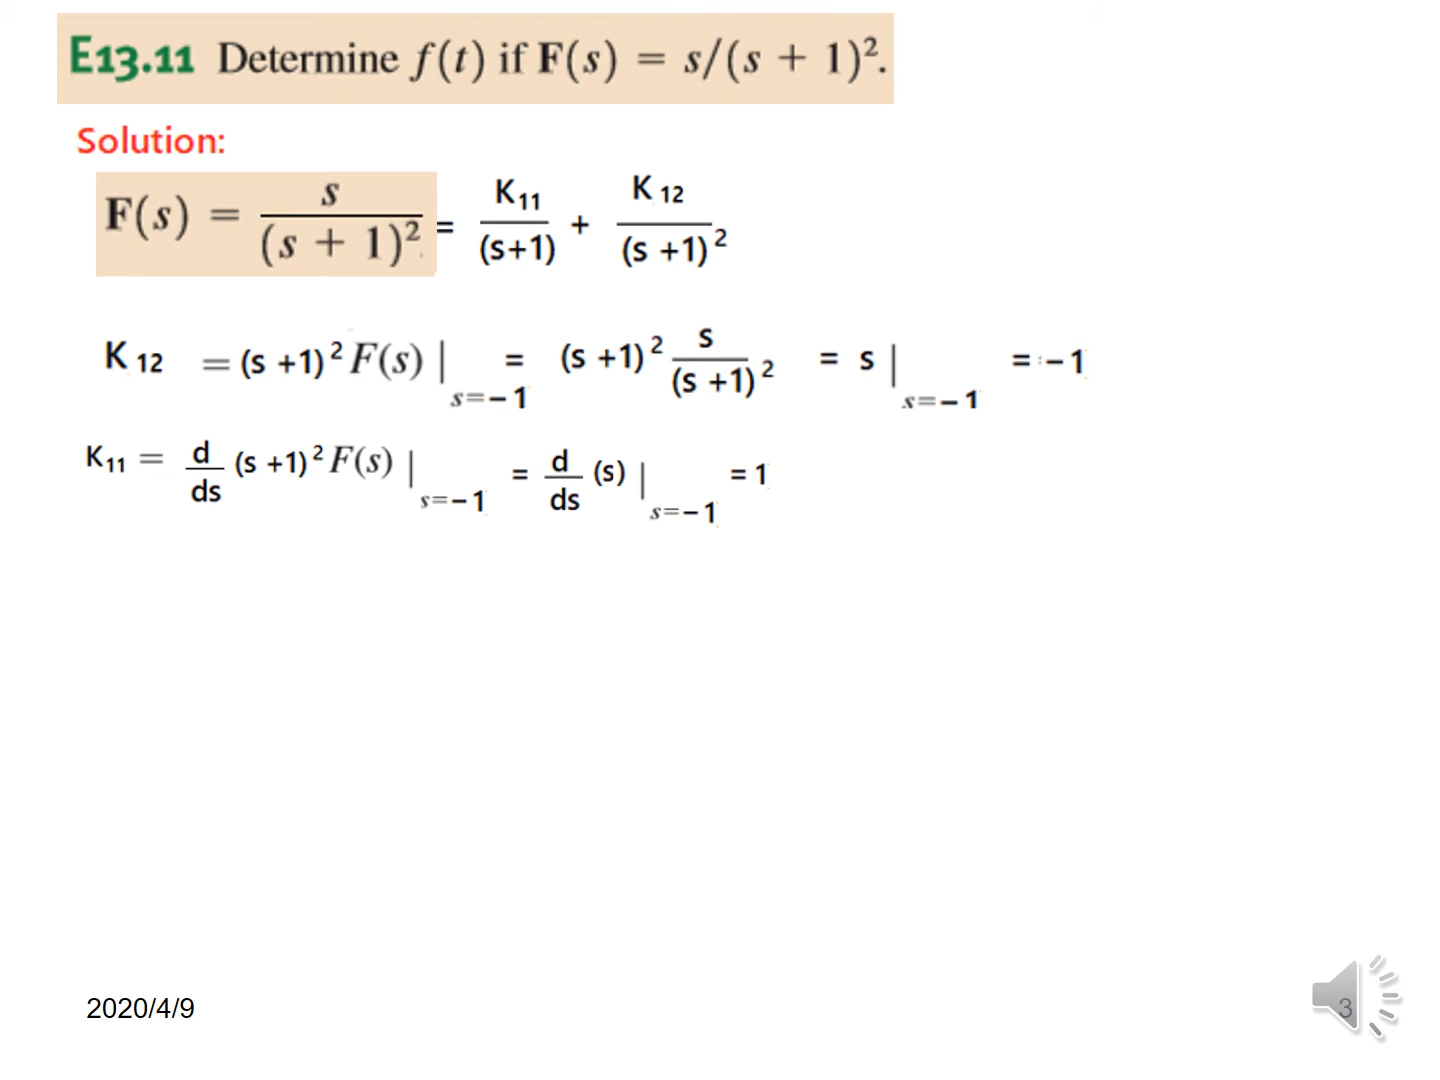 E13.11 Determine f(t) if F(s) = s/(s + 1)².
Solution:
F(s) = s/(s + 1)² = K₁₁/(s+1) + K₁₂/(s +1)²
K₁₂ = (s +1)² F(s) |s=−1 = (s +1)² s/(s +1)² = s |s=−1 = −1
K₁₁ = d/ds (s +1)² F(s) |s=−1 = d/ds (s) |s=−1 = 1
2020/4/9
3